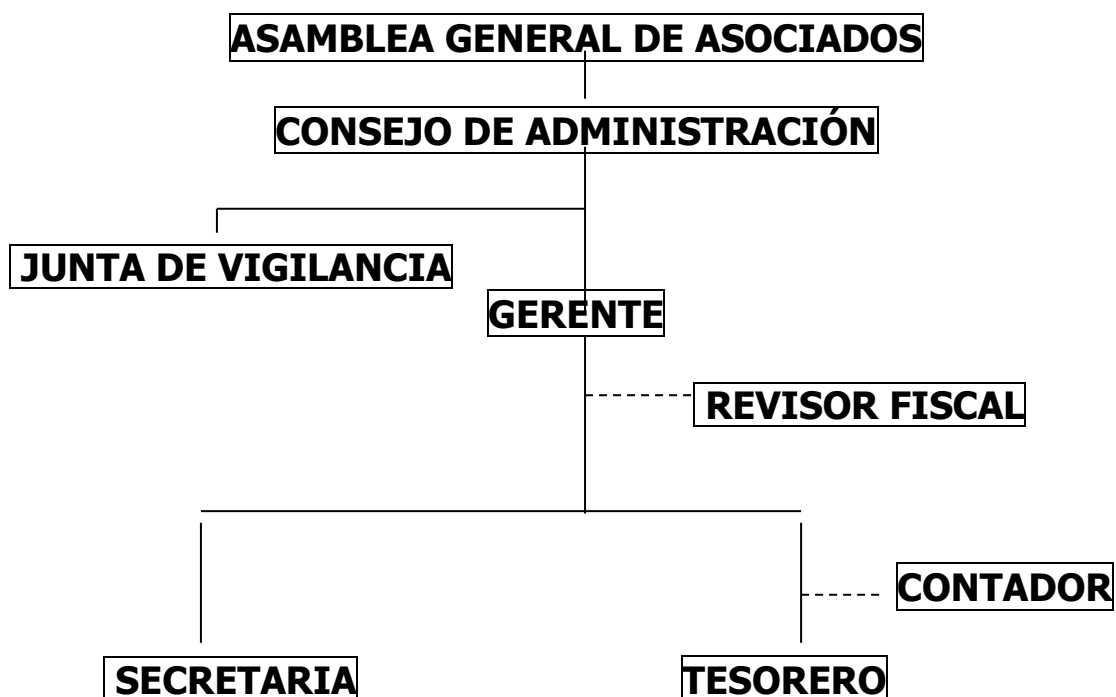 ASAMBLEA GENERAL DE ASOCIADOS
CONSEJO DE ADMINISTRACIÓN
JUNTA DE VIGILANCIA
GERENTE
REVISOR FISCAL
CONTADOR
SECRETARIA
TESORERO